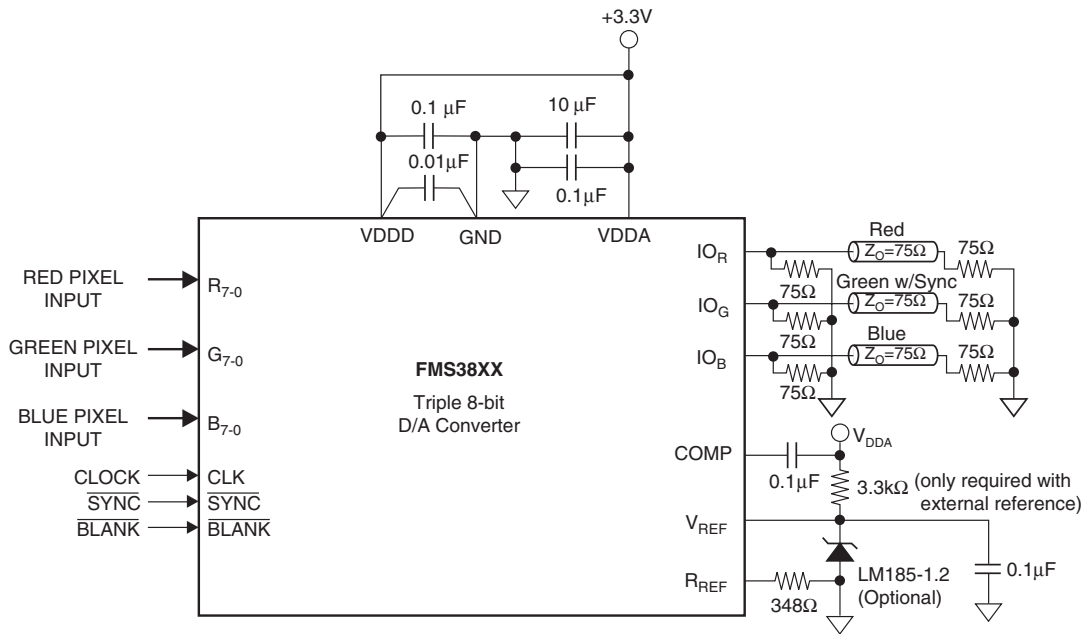 +3.3V
0.1 µF
10 µF
0.01µF
0.1µF
VDDD
GND
VDDA
RED PIXEL
INPUT
R7-0
GREEN PIXEL
INPUT
G7-0
BLUE PIXEL
INPUT
B7-0
CLOCK
CLK
SYNC
SYNC
BLANK
BLANK
FMS38XX
Triple 8-bit
D/A Converter
IOR
Red
ZO=75Ω
75Ω
75Ω
IOG
Green w/Sync
ZO=75Ω
75Ω
75Ω
IOB
Blue
ZO=75Ω
75Ω
75Ω
COMP
0.1µF
VDDA
3.3kΩ
(only required with
external reference)
VREF
LM185-1.2
(Optional)
0.1µF
RREF
348Ω